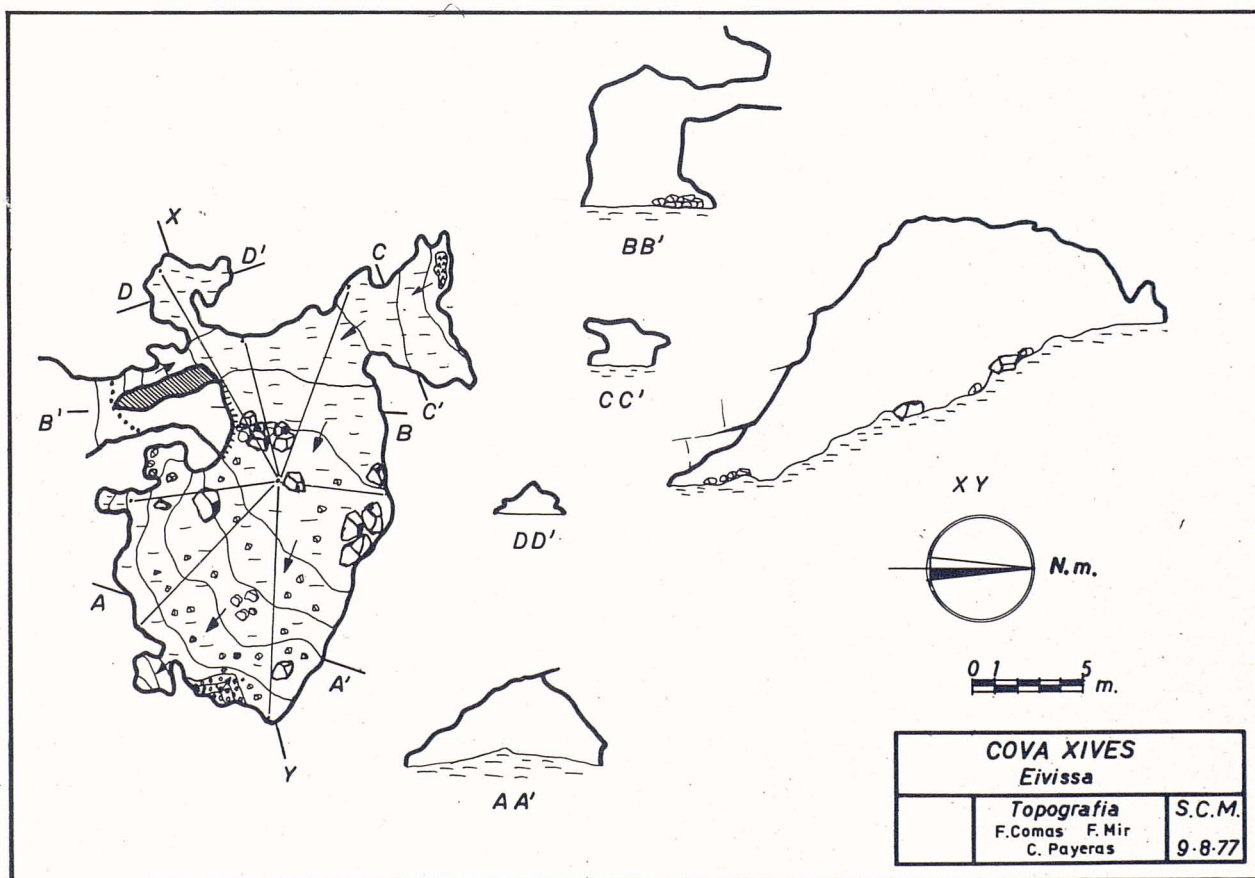 X
D'
D
C
B'
C'
B
A
A'
Y
BB'
CC'
DD'
AA'
XY
N.m.
0 1 5
m.
COVA XIVES
Eivissa
Topografia
F.Comas F. Mir
C. Payeras
S.C.M.
9-8-77